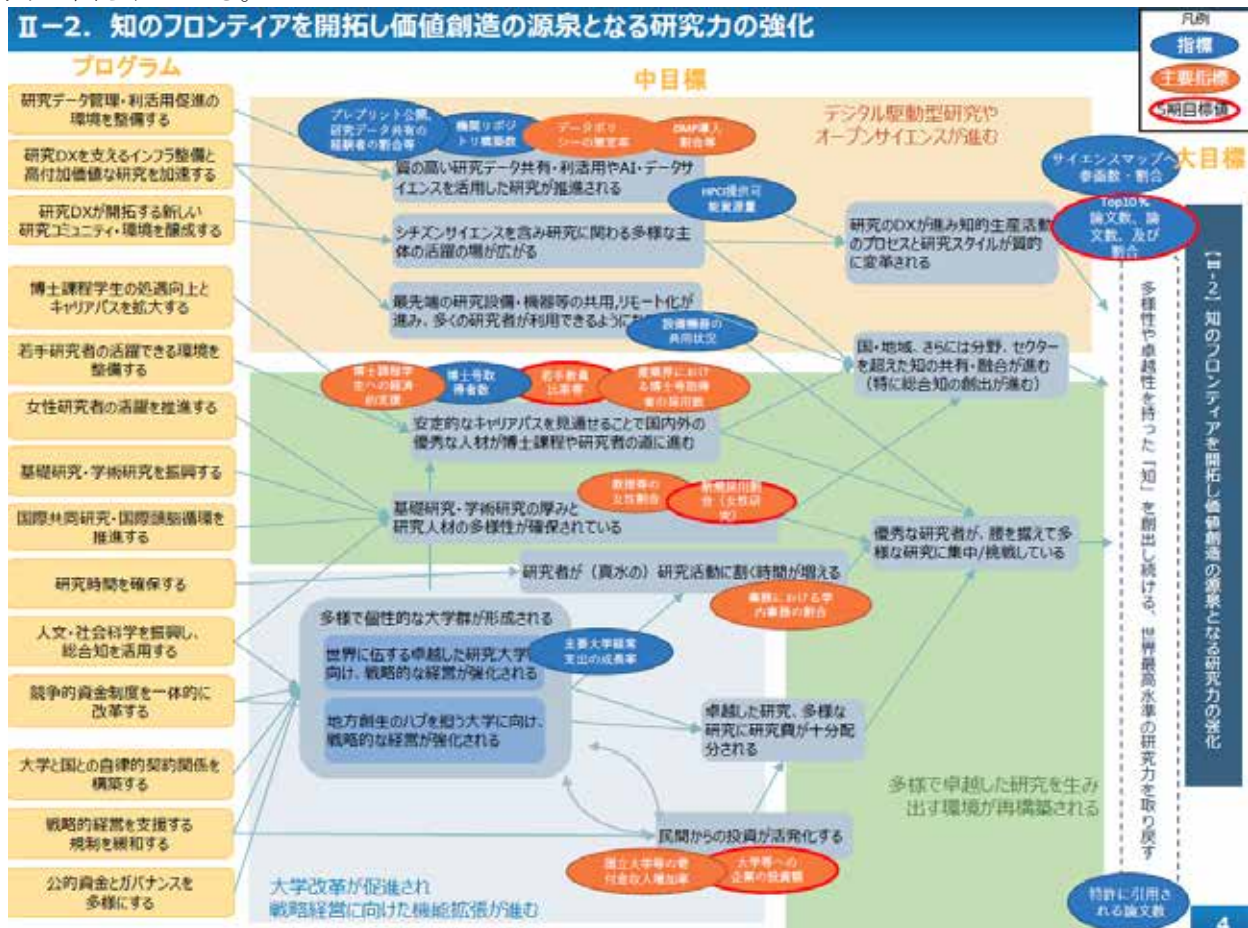 Ⅱ－2．知のフロンティアを開拓し価値創造の源泉となる研究力の強化
凡例
指標
主要指標
5期目標値
プログラム
中目標
大目標
研究データ管理・利活用促進の
環境を整備する
研究DXを支えるインフラ整備と
高付加価値な研究を加速する
研究DXが開拓する新しい
研究コミュニティ・環境を醸成する
博士課程学生の処遇向上と
キャリアパスを拡大する
若手研究者の活躍できる環境を
整備する
女性研究者の活躍を推進する
基礎研究・学術研究を振興する
国際共同研究・国際頭脳循環を
推進する
研究時間を確保する
人文・社会科学を振興し、
総合知を活用する
競争的資金制度を一体的に
改革する
大学と国との自律的契約関係を
構築する
戦略的経営を支援する
規制を緩和する
公的資金とガバナンスを
多様にする
デジタル駆動型研究や
オープンサイエンスが進む
プレプリント公開、
研究データ共有の
経験者の割合等
機関リポジ
トリ構築数
データポリ
シーの策定率
DMP導入
割合等
質の高い研究データ共有・利活用やAI・データサ
イエンスを活用した研究が推進される
HPCI提供可
能資源量
シチズンサイエンスを含み研究に関わる多様な主
体の活躍の場が広がる
最先端の研究設備・機器等の共用,リモート化が
進み、多くの研究者が利用できるように
設備機器の
共用状況
研究のDXが進み知的生産活動
のプロセスと研究スタイルが質的
に変革される
国・地域、さらには分野、セクター
を超えた知の共有・融合が進む
（特に総合知の創出が進む）
サイエンスマップへ
参画数・割合
Top10％
論文数、論
文数、及び
割合
博士課程学
生への経済
的支援
博士号取
得者数
若手教員
比率等
産業界におけ
る博士号取得
者の採用数
安定的なキャリアパスを見通せることで国内外の
優秀な人材が博士課程や研究者の道に進む
教授等の
女性割合
新規採用割
合（女性研
究）
基礎研究・学術研究の厚みと
研究人材の多様性が確保されている
優秀な研究者が、腰を据えて多
様な研究に集中/挑戦している
研究者が（真水の）研究活動に割く時間が増える
業務における学
内事務の割合
多様で個性的な大学群が形成される
世界に伍する卓越した研究大学に
向け、戦略的な経営が強化される
主要大学経常
支出の成長率
地方創生のハブを担う大学に向け、
戦略的な経営が強化される
卓越した研究、多様な
研究に研究費が十分配
分される
民間からの投資が活発化する
国立大学等の寄
付金収入増加率
大学等への
企業の投資額
大学改革が促進され
戦略経営に向けた機能拡張が進む
多様で卓越した研究を生み
出す環境が再構築される
多様性や卓越性を持った「知」を創出し続ける、世界最高水準の研究力を取り戻す
【Ⅱ-2】知のフロンティアを開拓し価値創造の源泉となる研究力の強化
特許に引用さ
れる論文数
4